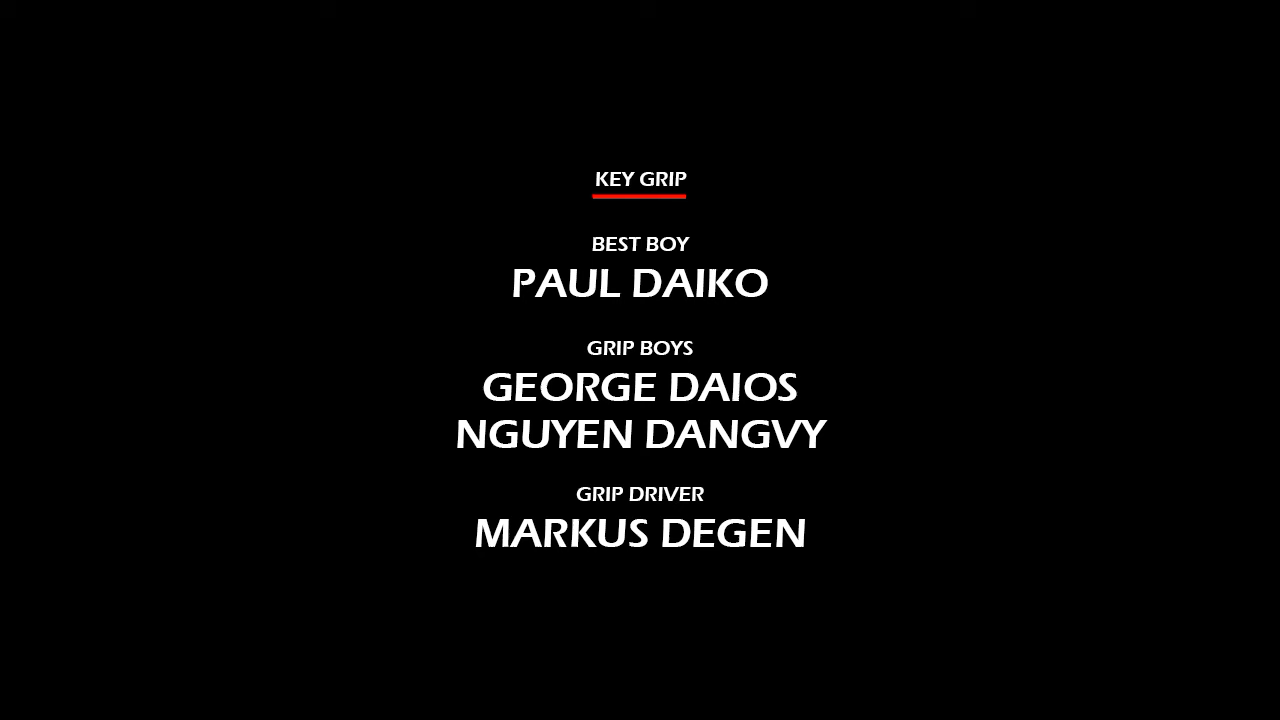 KEY GRIP
BEST BOY
PAUL DAIKO
GRIP BOYS
GEORGE DAIOS
NGUYEN DANGVY
GRIP DRIVER
MARKUS DEGEN